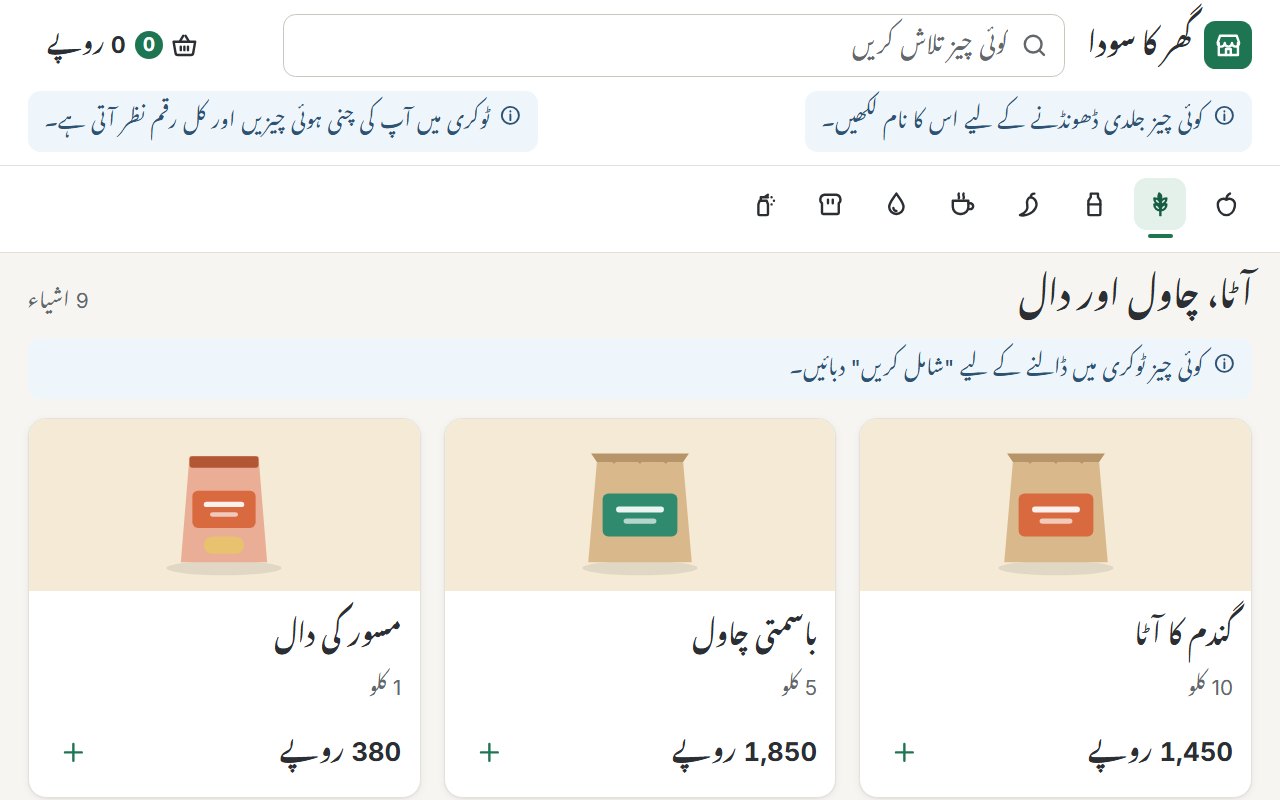 گھر کا سودا
کوئی چیز تلاش کریں
0 0 روپے
کوئی چیز جلدی ڈھونڈنے کے لیے اس کا نام لکھیں۔
ٹوکری میں آپ کی چنی ہوئی چیزیں اور کل رقم نظر آتی ہے۔
آٹا، چاول اور دال
9 اشیاء
کوئی چیز ٹوکری میں ڈالنے کے لیے "شامل کریں" دبائیں۔
گندم کا آٹا
10 کلو
1,450 روپے
باسمتی چاول
5 کلو
1,850 روپے
مسور کی دال
1 کلو
380 روپے